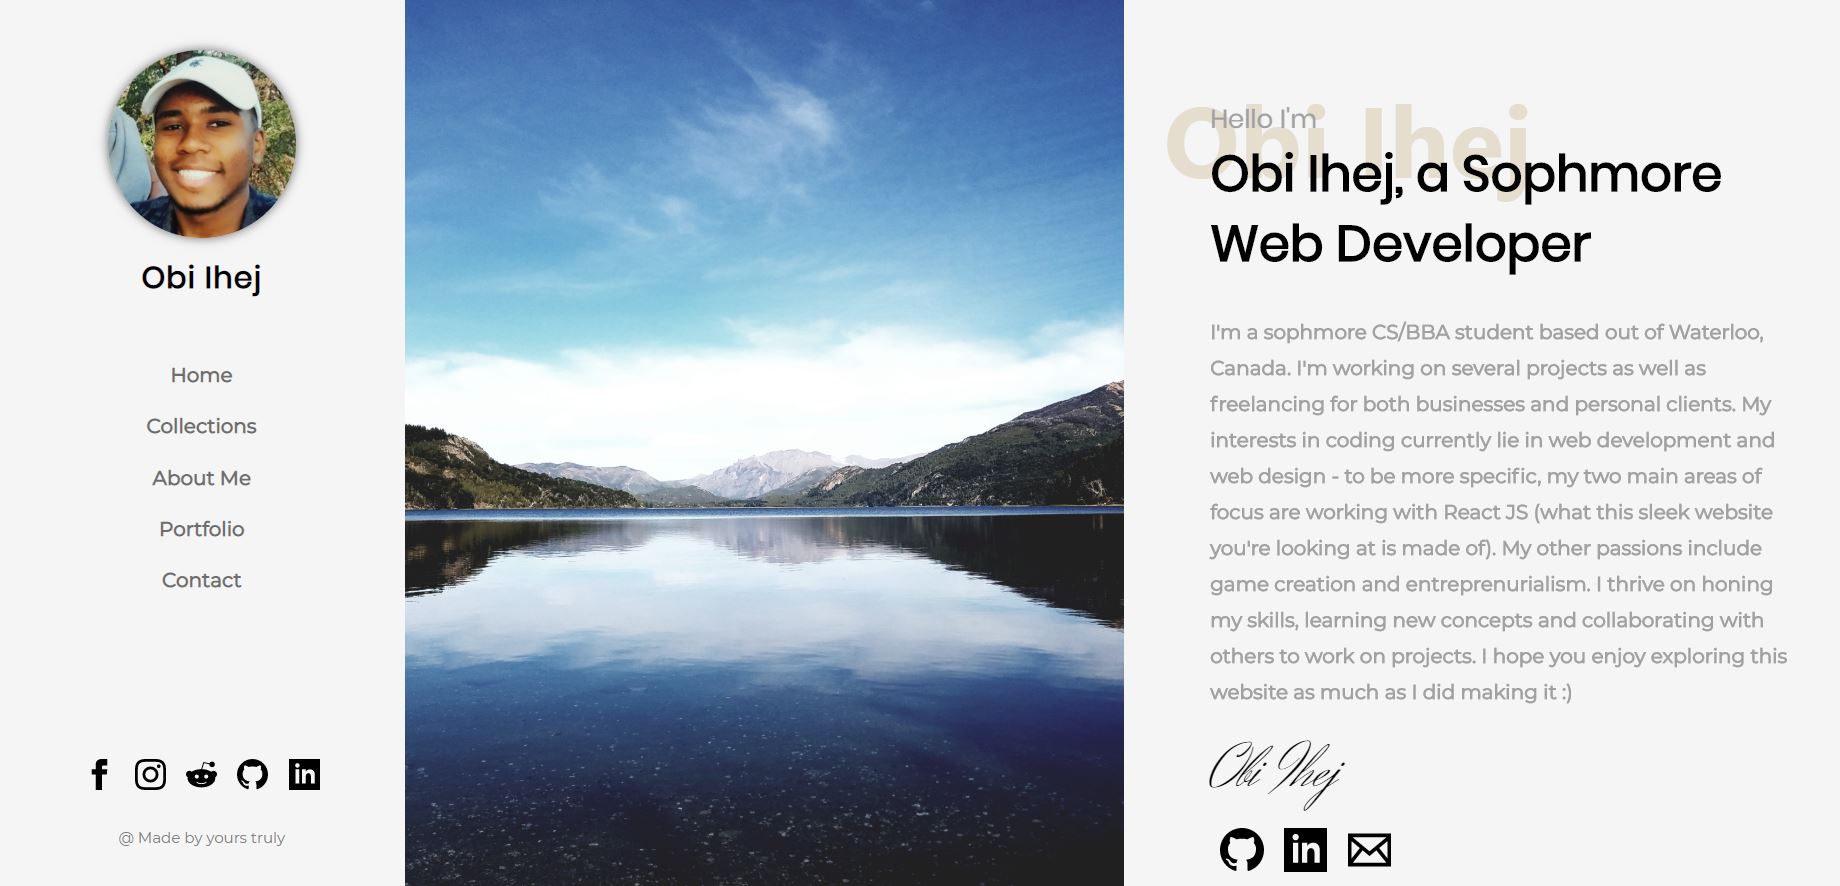 Obi Ihej
Home
Collections
About Me
Portfolio
Contact
@ Made by yours truly
Obi Ihej
Hello I'm
Obi Ihej, a Sophmore
Web Developer
I'm a sophmore CS/BBA student based out of Waterloo,
Canada. I'm working on several projects as well as
freelancing for both businesses and personal clients. My
interests in coding currently lie in web development and
web design - to be more specific, my two main areas of
focus are working with React JS (what this sleek website
you're looking at is made of). My other passions include
game creation and entreprenurialism. I thrive on honing
my skills, learning new concepts and collaborating with
others to work on projects. I hope you enjoy exploring this
website as much as I did making it :)
Obi Ihej